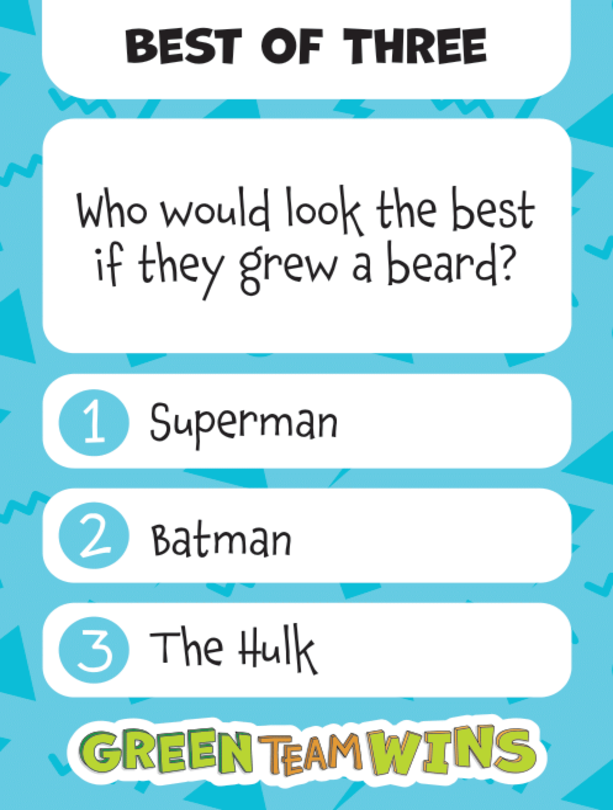 BEST OF THREE
Who would look the best
if they grew a beard?
1 Superman
2 Batman
3 The Hulk
GREEN TEAM WINS